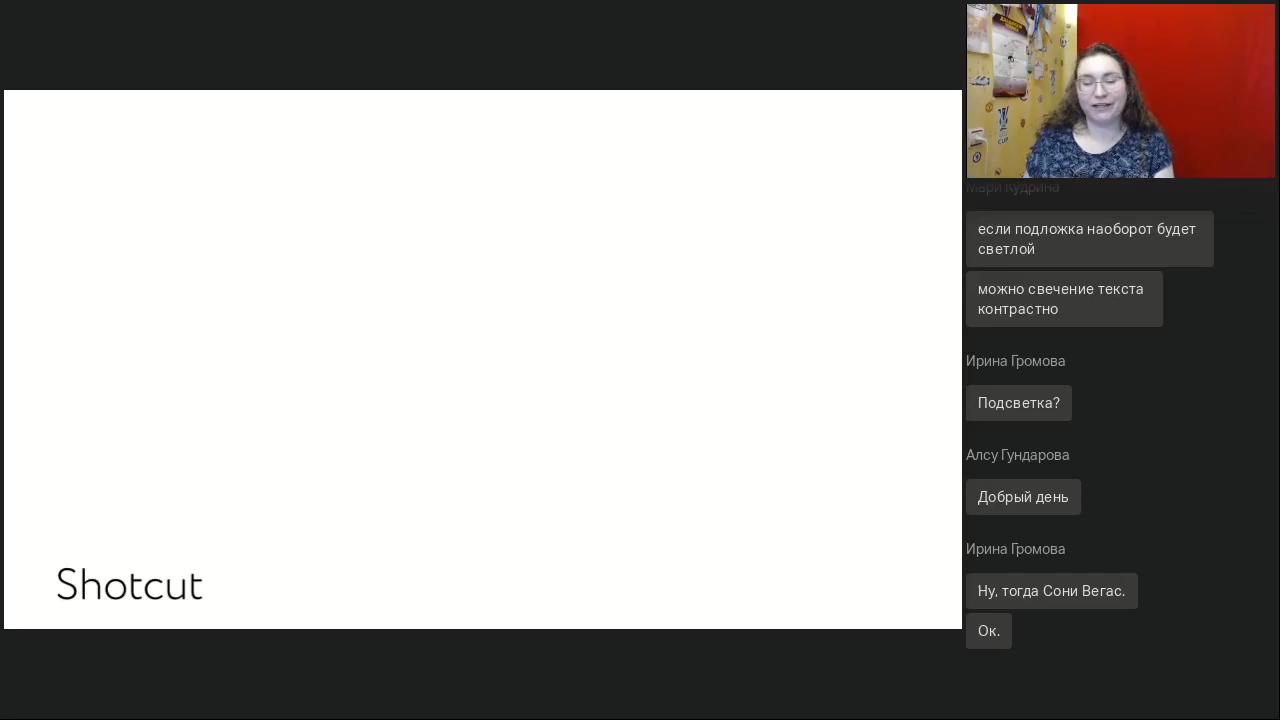 Shotcut
CUP
Мари Кудрина
если подложка наоборот будет
светлой
можно свечение текста
контрастно
Ирина Громова
Подсветка?
Алсу Гундарова
Добрый день
Ирина Громова
Ну, тогда Сони Вегас.
Ок.